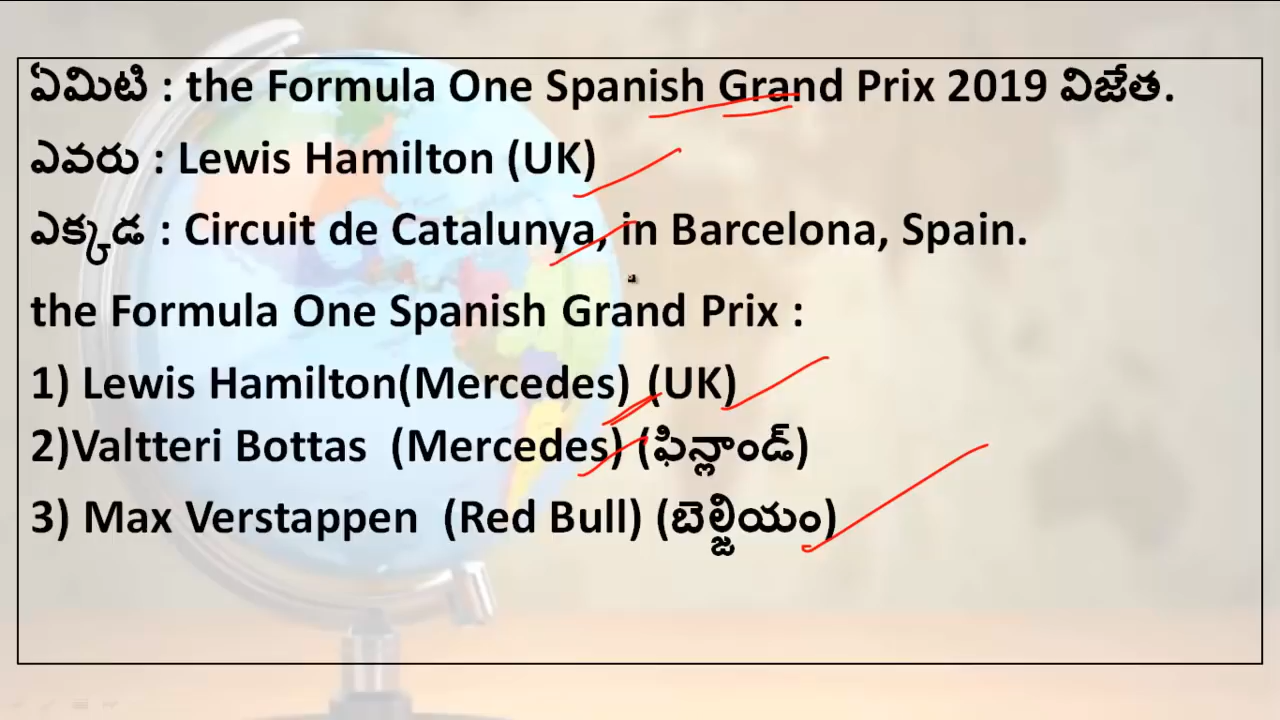 ఏమిటి : the Formula One Spanish Grand Prix 2019 విజేత.
ఎవరు : Lewis Hamilton (UK)
ఎక్కడ : Circuit de Catalunya, in Barcelona, Spain.
the Formula One Spanish Grand Prix :
1) Lewis Hamilton(Mercedes) (UK)
2)Valtteri Bottas (Mercedes) (ఫిన్లాండ్)
3) Max Verstappen (Red Bull) (బెల్జియం)